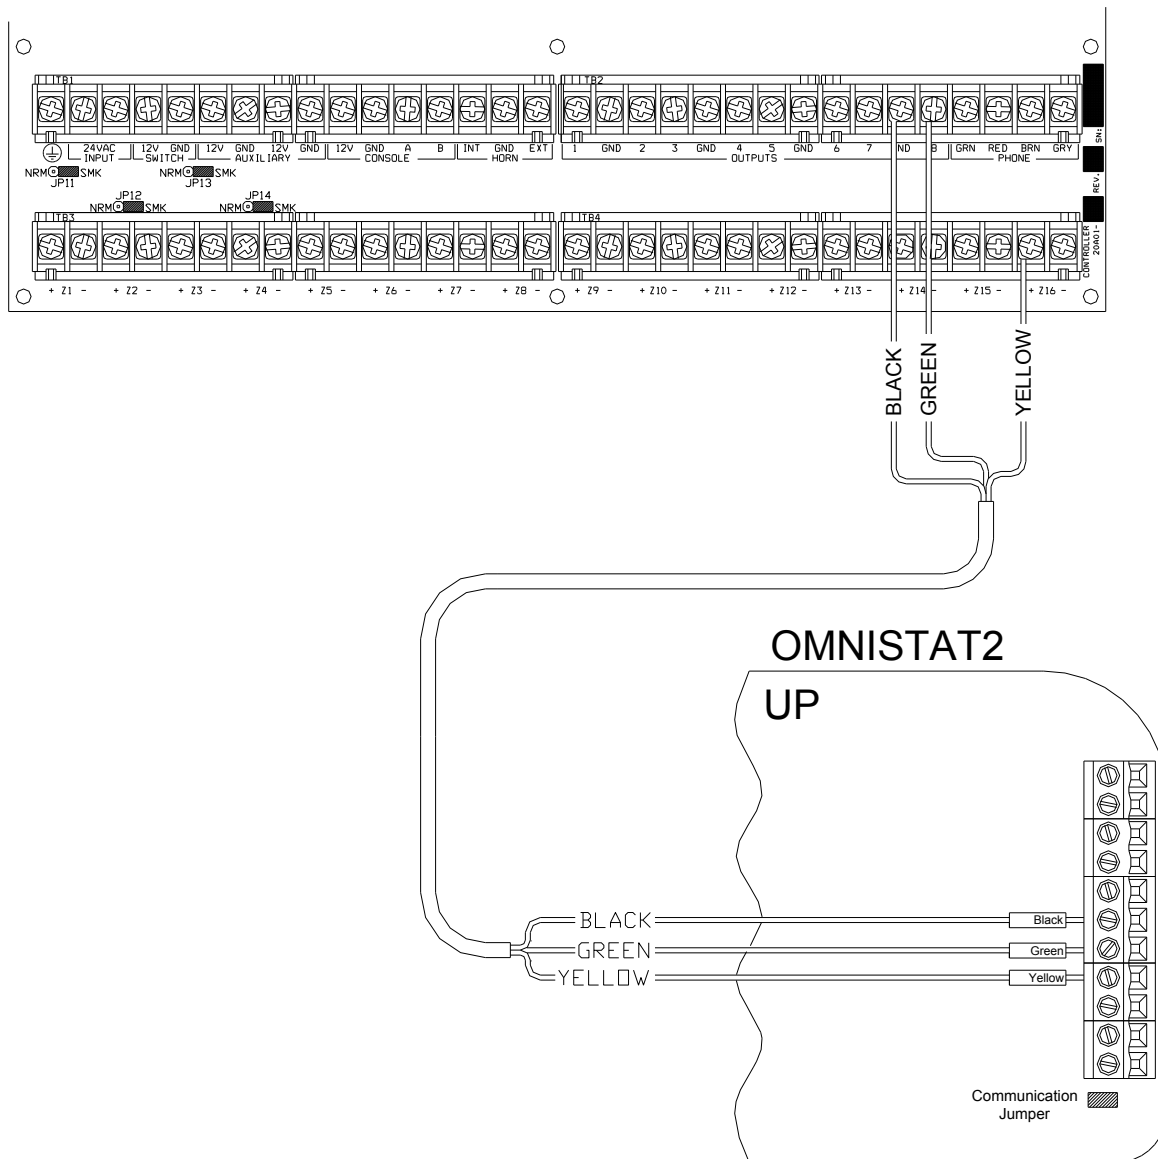 TB1
TB2
24VAC 12V GND 12V GND 12V GND 12V GND A B INT GND EXT 1 GND 2 3 GND 4 5 GND 6 7 ND 8 GRN RED BRN GRY
INPUT SWITCH AUXILIARY CONSOLE HORN OUTPUTS PHONE
SN:
NRM SMK
JP11
NRM SMK
JP13
REV.
JP12
NRM SMK
JP14
NRM SMK
TB3
TB4
CONTROLLER
20A01-
+ Z1 - + Z2 - + Z3 - + Z4 - + Z5 - + Z6 - + Z7 - + Z8 - + Z9 - + Z10 - + Z11 - + Z12 - + Z13 - + Z14 - + Z15 - + Z16 -
BLACK
GREEN
YELLOW
OMNISTAT2
UP
BLACK
Black
GREEN
Green
YELLOW
Yellow
Communication
Jumper